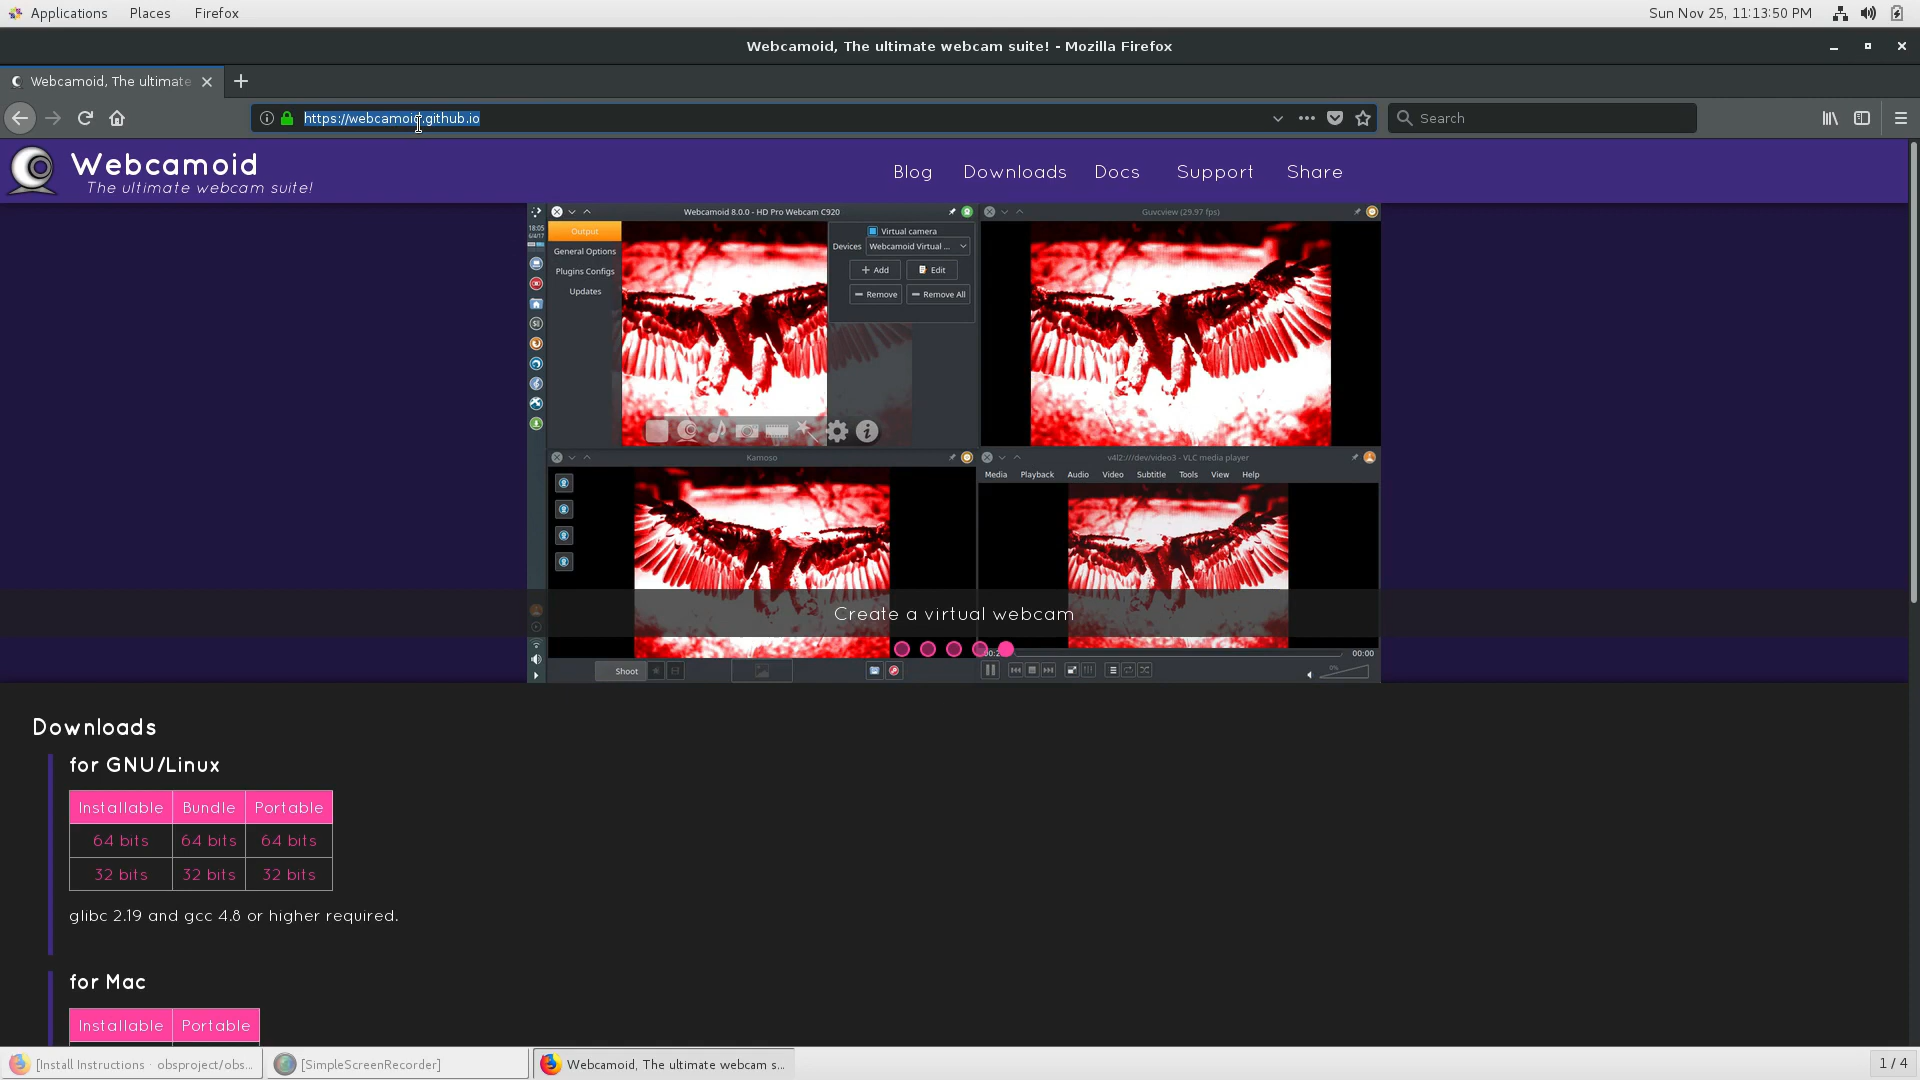 Applications Places Firefox Sun Nov 25, 11:13:50 PM
Webcamoid, The ultimate webcam suite! - Mozilla Firefox
Webcamoid, The ultimate
https://webcamoid.github.io Search
Webcamoid
The ultimate webcam suite!
Blog Downloads Docs Support Share
Webcamoid 8.0.0 - HD Pro Webcam C920
Guvcview (29.97 fps)
18:05
Output
General Options
Plugins Configs
Updates
Virtual camera
Devices Webcamoid Virtual ...
Add Edit
Remove Remove All
Kamoso
v4l2:///dev/video3 - VLC media player
Media Playback Audio Video Subtitle Tools View Help
Create a virtual webcam
00:00
Shoot
0%
Downloads
for GNU/Linux
Installable Bundle Portable
64 bits 64 bits 64 bits
32 bits 32 bits 32 bits
glibc 2.19 and gcc 4.8 or higher required.
for Mac
Installable Portable
[Install Instructions · obsproject/obs... [SimpleScreenRecorder] Webcamoid, The ultimate webcam s... 1 / 4